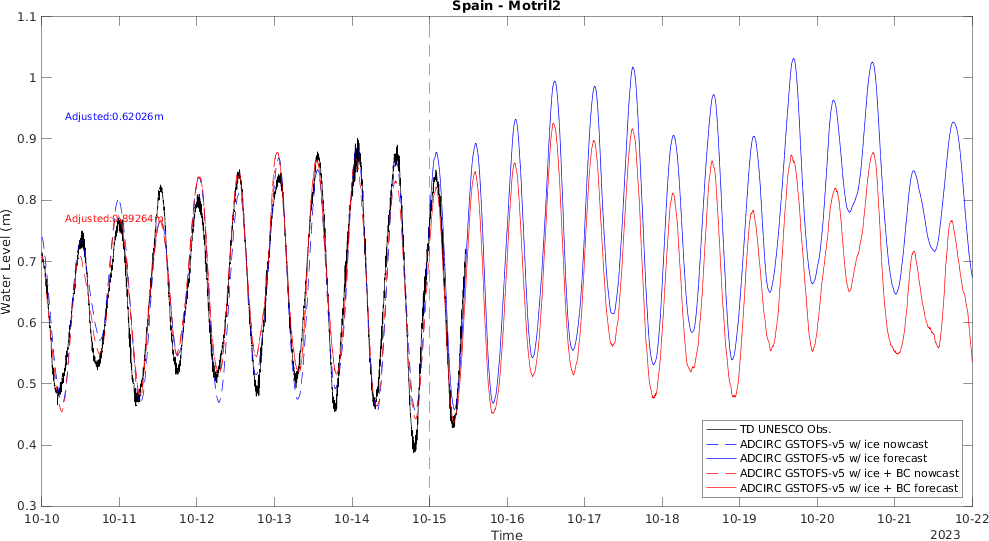 Spain - Motril2
1.1
1
0.9
0.8
0.7
0.6
0.5
0.4
0.3
Water Level (m)
Adjusted:0.62026m
Adjusted:0.89264m
TD UNESCO Obs.
ADCIRC GSTOFS-v5 w/ ice nowcast
ADCIRC GSTOFS-v5 w/ ice forecast
ADCIRC GSTOFS-v5 w/ ice + BC nowcast
ADCIRC GSTOFS-v5 w/ ice + BC forecast
10-10 10-11 10-12 10-13 10-14 10-15 10-16 10-17 10-18 10-19 10-20 10-21 10-22
Time
2023